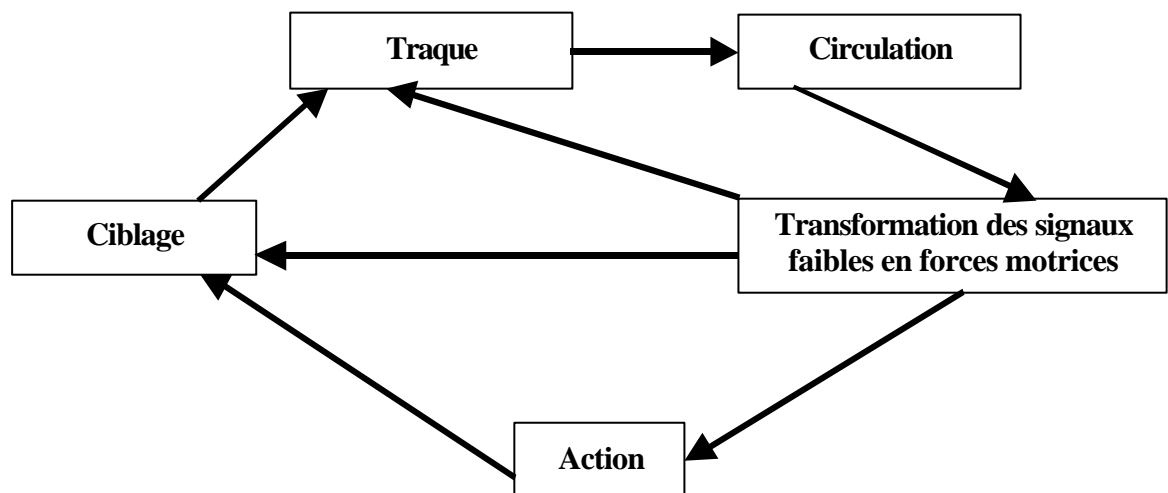 Traque
Circulation
Ciblage
Transformation des signaux
faibles en forces motrices
Action